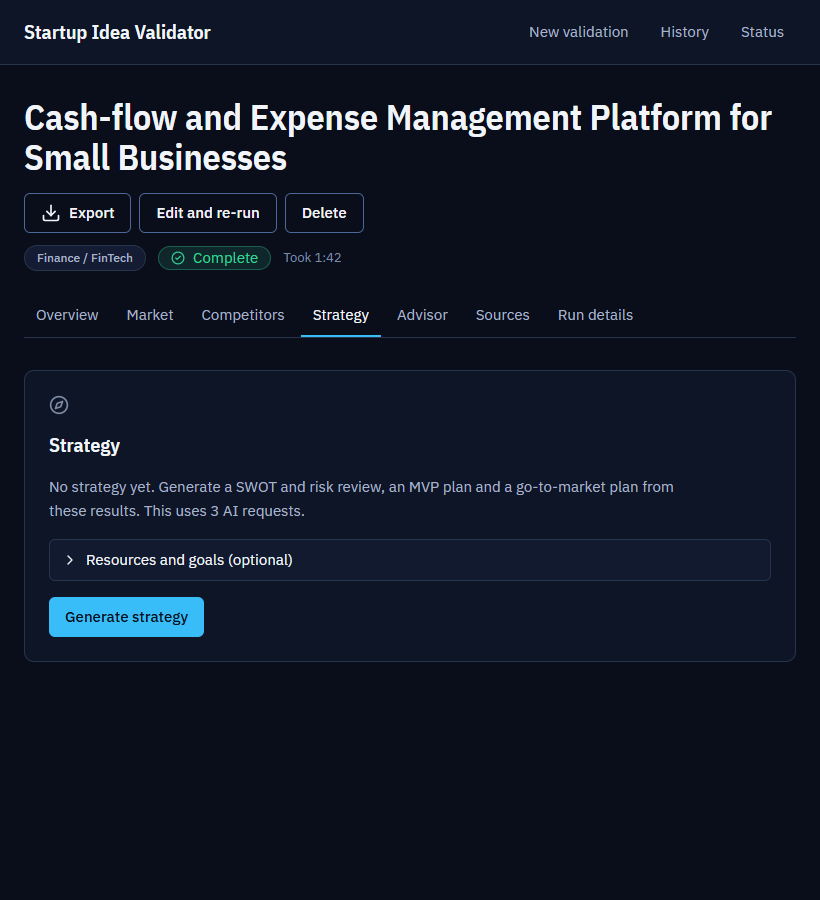 Startup Idea Validator
New validation
History
Status
Cash-flow and Expense Management Platform for
Small Businesses
Export
Edit and re-run
Delete
Finance / FinTech
Complete
Took 1:42
Overview
Market
Competitors
Strategy
Advisor
Sources
Run details
Strategy
No strategy yet. Generate a SWOT and risk review, an MVP plan and a go-to-market plan from
these results. This uses 3 AI requests.
Resources and goals (optional)
Generate strategy